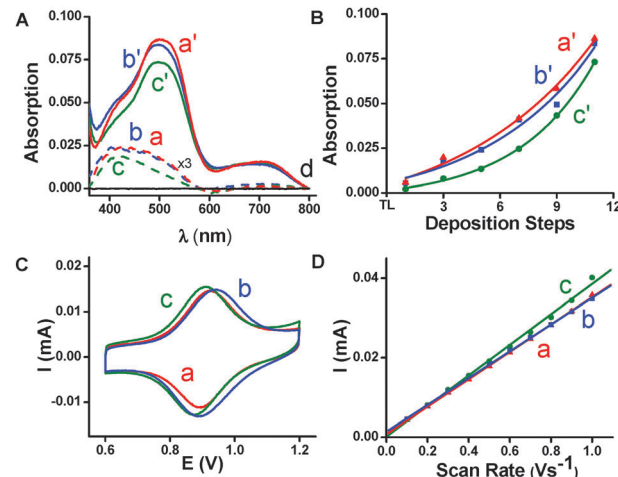 A
0.100
0.075
0.050
0.025
0.000
Absorption
a'
b'
c'
b
a
c
x3
d
400
500
600
700
800
λ (nm)
B
0.100
0.075
0.050
0.025
0.000
Absorption
a'
b'
c'
TL
3
6
9
12
Deposition Steps
C
0.02
0.01
0.00
-0.01
I (mA)
c
b
a
0.6
0.8
1.0
1.2
E (V)
D
0.04
0.02
0.00
I (mA)
c
b
a
0.0
0.2
0.4
0.6
0.8
1.0
Scan Rate (Vs⁻¹)